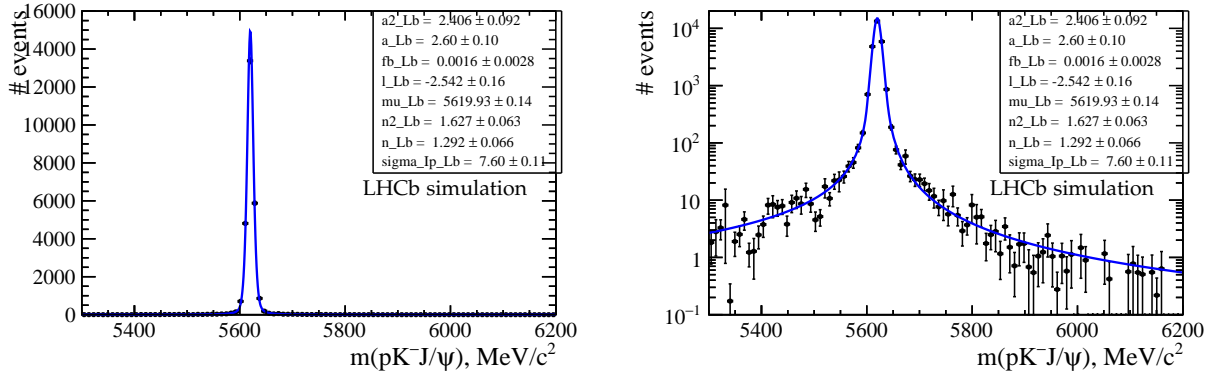 # events
16000
14000
12000
10000
8000
6000
4000
2000
0
a2_Lb = 2.406 ± 0.092
a_Lb = 2.60 ± 0.10
fb_Lb = 0.0016 ± 0.0028
l_Lb = -2.542 ± 0.16
mu_Lb = 5619.93 ± 0.14
n2_Lb = 1.627 ± 0.063
n_Lb = 1.292 ± 0.066
sigma_Ip_Lb = 7.60 ± 0.11
LHCb simulation
5400 5600 5800 6000 6200
m(pK⁻J/ψ), MeV/c²
# events
10⁴
10³
10²
10
1
10⁻¹
a2_Lb = 2.406 ± 0.092
a_Lb = 2.60 ± 0.10
fb_Lb = 0.0016 ± 0.0028
l_Lb = -2.542 ± 0.16
mu_Lb = 5619.93 ± 0.14
n2_Lb = 1.627 ± 0.063
n_Lb = 1.292 ± 0.066
sigma_Ip_Lb = 7.60 ± 0.11
LHCb simulation
5400 5600 5800 6000 6200
m(pK⁻J/ψ), MeV/c²